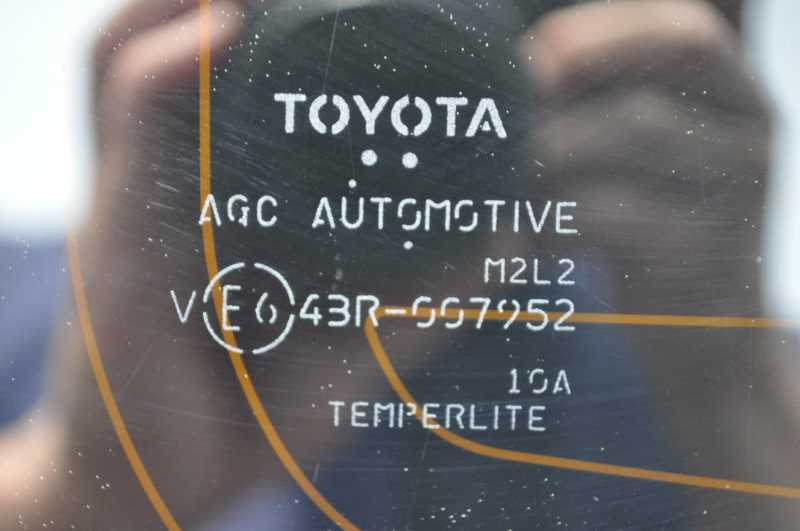 TOYOTA
AGC AUTOMOTIVE
M2L2
V E6 43R-007952
10A
TEMPERLITE